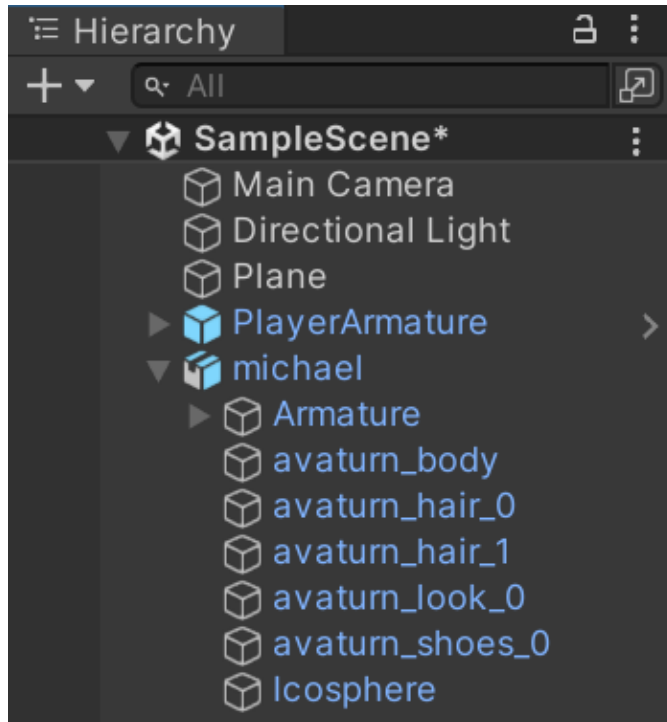 Hierarchy
All
SampleScene*
Main Camera
Directional Light
Plane
PlayerArmature
michael
Armature
avaturn_body
avaturn_hair_0
avaturn_hair_1
avaturn_look_0
avaturn_shoes_0
Icosphere